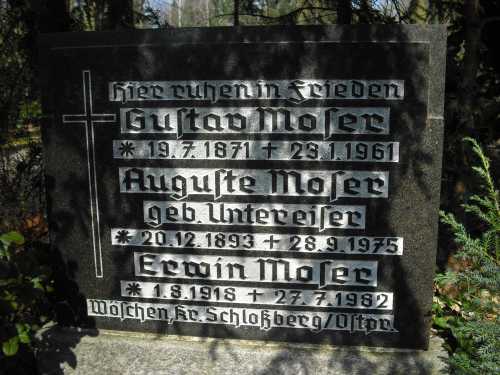 Hier ruhen in Frieden
Gustav Moser
* 19.7.1871 + 23.1.1961
Auguste Moser
geb. Untereiser
* 20.12.1893 + 28.9.1975
Erwin Moser
* 1.8.1918 + 27.7.1982
Wöschen, Kr. Schloßberg/Ostpr.